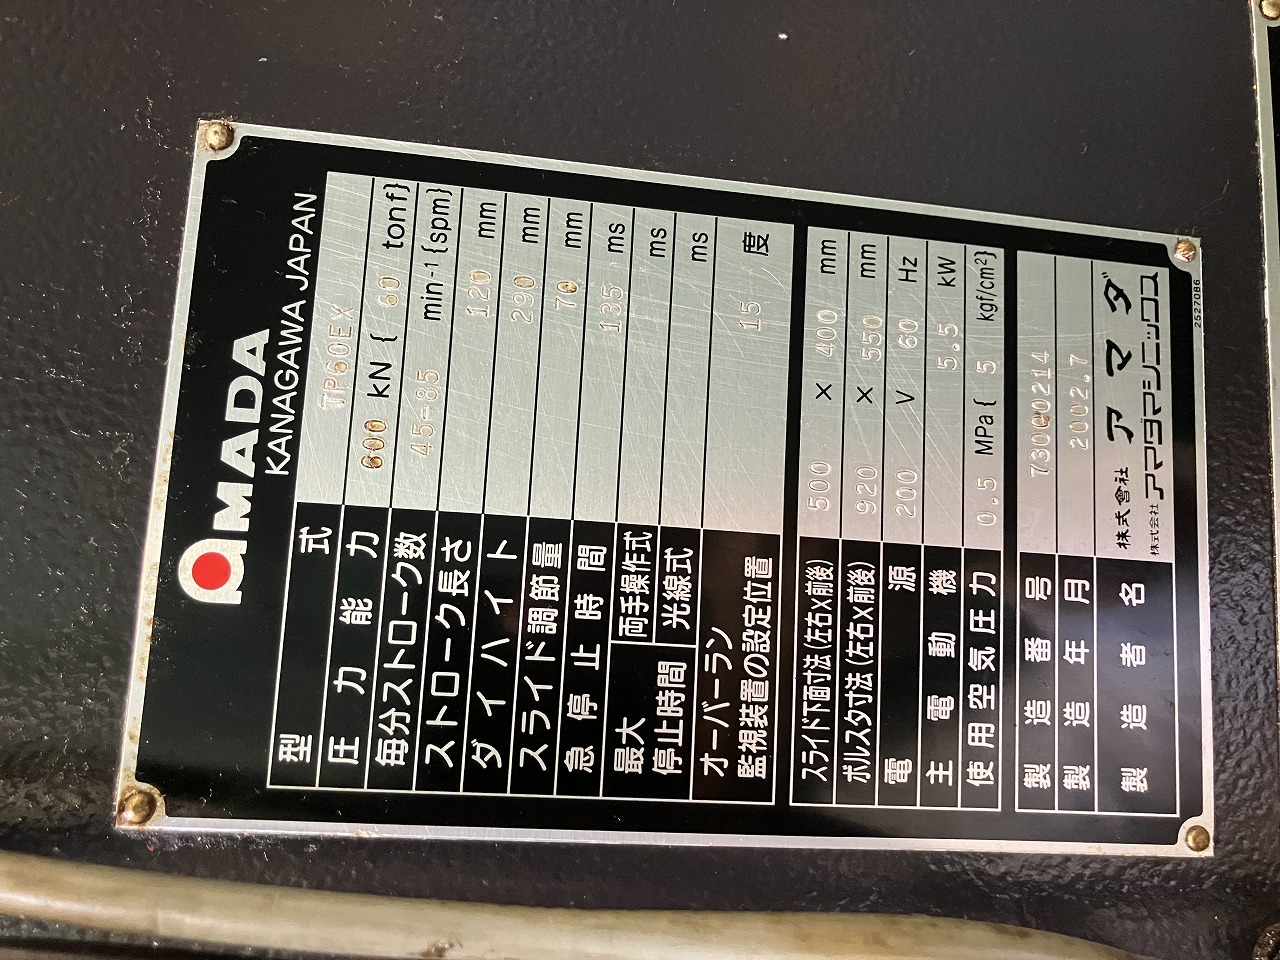 AMADA
KANAGAWA JAPAN
型式 TP60EX
圧力能力 600 kN { 60 tonf}
毎分ストローク数 45-85 min-1 {spm}
ストローク長さ 120 mm
ダイハイト 290 mm
スライド調節量 70 mm
急停止時間 135 ms
最大停止時間 両手操作式 ms
光線式 ms
オーバーラン監視装置の設定位置 15 度
スライド下面寸法(左右×前後) 500 × 400 mm
ボルスタ寸法(左右×前後) 920 × 550 mm
電源 200 V 60 Hz
主電動機 5.5 kW
使用空気圧力 0.5 MPa{ 5 kgf/cm2}
製造番号 73000214
製造年月 2002.7
製造者名 株式會社 アマダ
株式会社 アマダマシニックス
2527086